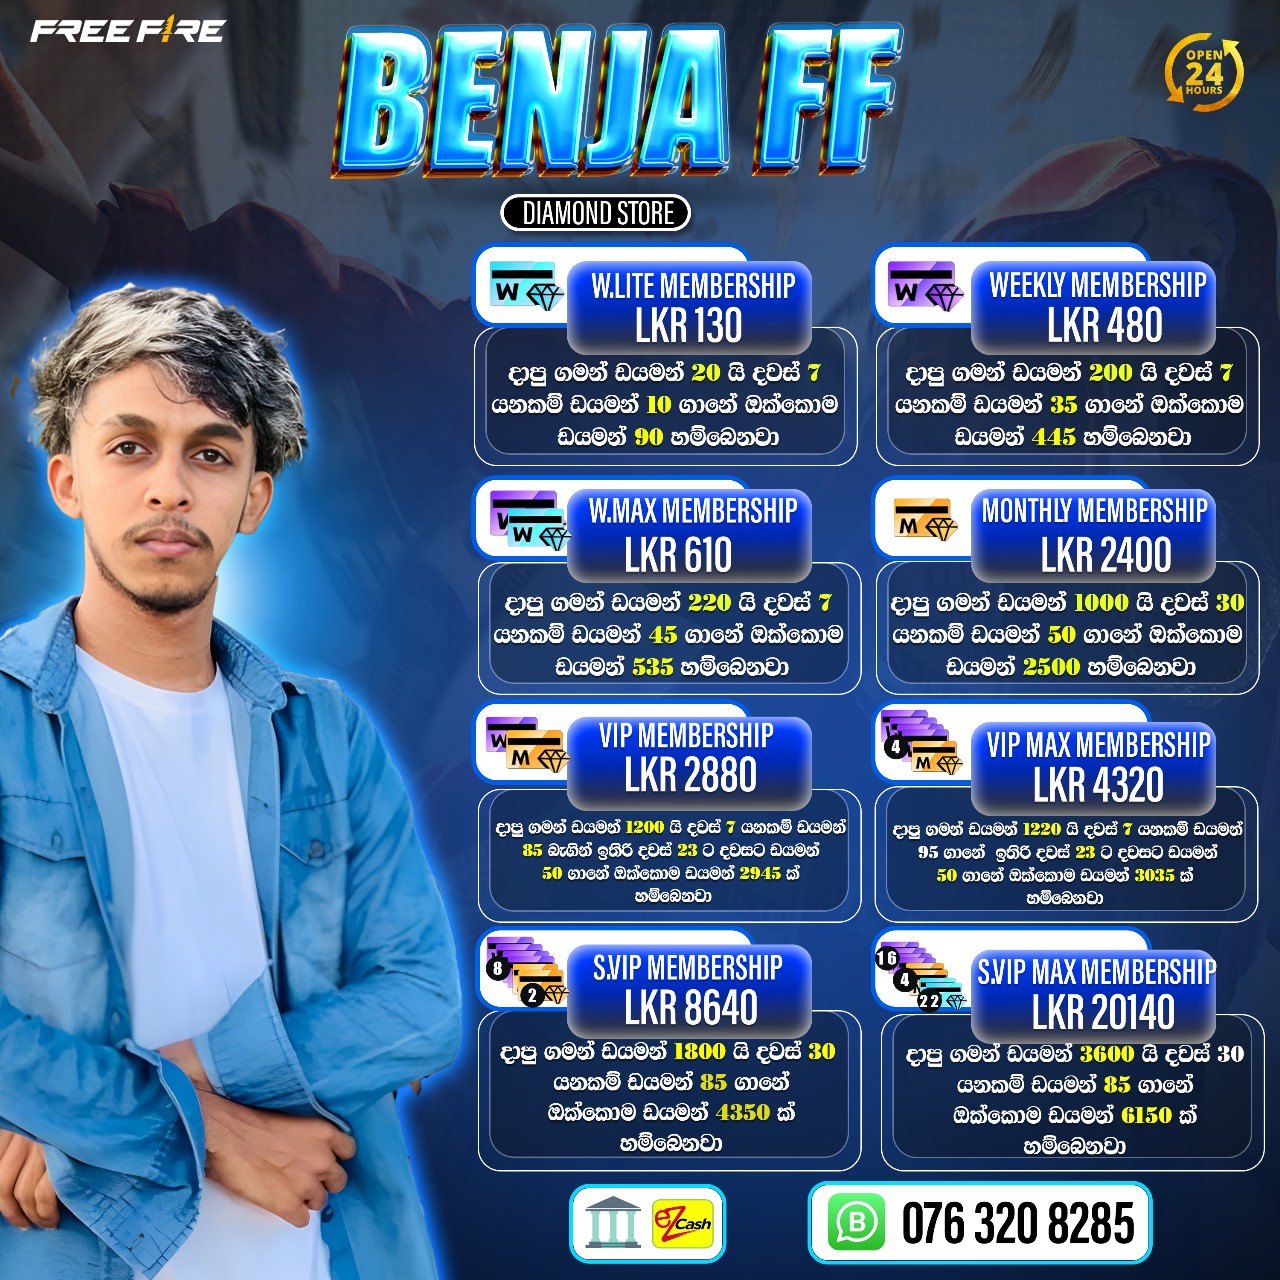 FREE FIRE
BENJA FF
OPEN
24
HOURS
DIAMOND STORE
W
W.LITE MEMBERSHIP
LKR 130
දාපු ගමන් ඩයමන් 20 යි දවස් 7
යනකම් ඩයමන් 10 ගානේ ඔක්කොම
ඩයමන් 90 හම්බෙනවා
W
WEEKLY MEMBERSHIP
LKR 480
දාපු ගමන් ඩයමන් 200 යි දවස් 7
යනකම් ඩයමන් 35 ගානේ ඔක්කොම
ඩයමන් 445 හම්බෙනවා
W
W
W.MAX MEMBERSHIP
LKR 610
දාපු ගමන් ඩයමන් 220 යි දවස් 7
යනකම් ඩයමන් 45 ගානේ ඔක්කොම
ඩයමන් 535 හම්බෙනවා
M
MONTHLY MEMBERSHIP
LKR 2400
දාපු ගමන් ඩයමන් 1000 යි දවස් 30
යනකම් ඩයමන් 50 ගානේ ඔක්කොම
ඩයමන් 2500 හම්බෙනවා
W
M
VIP MEMBERSHIP
LKR 2880
දාපු ගමන් ඩයමන් 1200 යි දවස් 7 යනකම් ඩයමන්
85 බැගින් ඉතිරි දවස් 23 ට දවසට ඩයමන්
50 ගානේ ඔක්කොම ඩයමන් 2945 ක්
හම්බෙනවා
4
M
VIP MAX MEMBERSHIP
LKR 4320
දාපු ගමන් ඩයමන් 1220 යි දවස් 7 යනකම් ඩයමන්
95 ගානේ ඉතිරි දවස් 23 ට දවසට ඩයමන්
50 ගානේ ඔක්කොම ඩයමන් 3035 ක්
හම්බෙනවා
8
2
S.VIP MEMBERSHIP
LKR 8640
දාපු ගමන් ඩයමන් 1800 යි දවස් 30
යනකම් ඩයමන් 85 ගානේ
ඔක්කොම ඩයමන් 4350 ක්
හම්බෙනවා
16
4
22
S.VIP MAX MEMBERSHIP
LKR 20140
දාපු ගමන් ඩයමන් 3600 යි දවස් 30
යනකම් ඩයමන් 85 ගානේ
ඔක්කොම ඩයමන් 6150 ක්
හම්බෙනවා
eZ Cash
B
076 320 8285